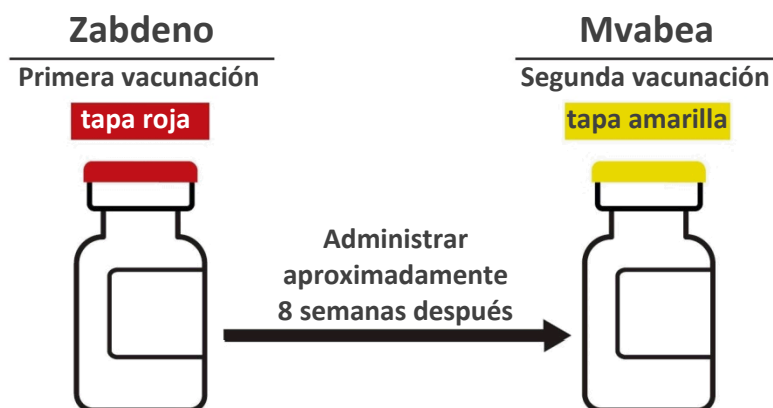 Zabdeno
Primera vacunación
tapa roja
Mvabea
Segunda vacunación
tapa amarilla
Administrar
aproximadamente
8 semanas después